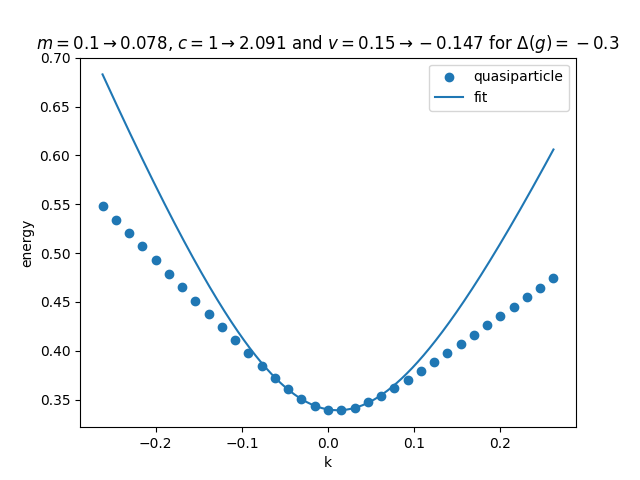 m = 0.1 → 0.078, c = 1 → 2.091 and v = 0.15 → − 0.147 for Δ(g) = −0.3
quasiparticle
fit
0.70
0.65
0.60
0.55
0.50
0.45
0.40
0.35
energy
−0.2
−0.1
0.0
0.1
0.2
k